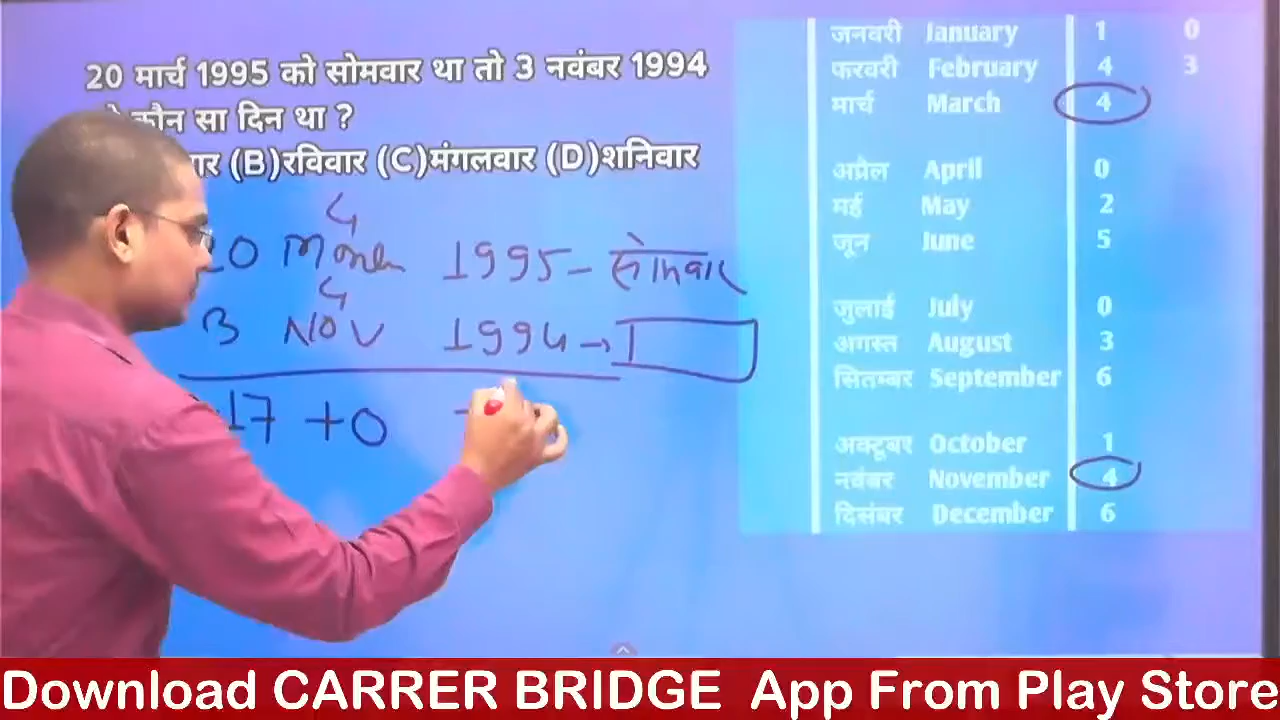 20 मार्च 1995 को सोमवार था तो 3 नवंबर 1994
कौन सा दिन था ?
(B)रविवार (C)मंगलवार (D)शनिवार
4
20 March 1995 – सोमवार
4
3 Nov 1994 →
17 +0
जनवरी January 1 0
फरवरी February 4 3
मार्च March 4
अप्रैल April 0
मई May 2
जून June 5
जुलाई July 0
अगस्त August 3
सितम्बर September 6
अक्टूबर October 1
नवंबर November 4
दिसंबर December 6
Download CARRER BRIDGE App From Play Store